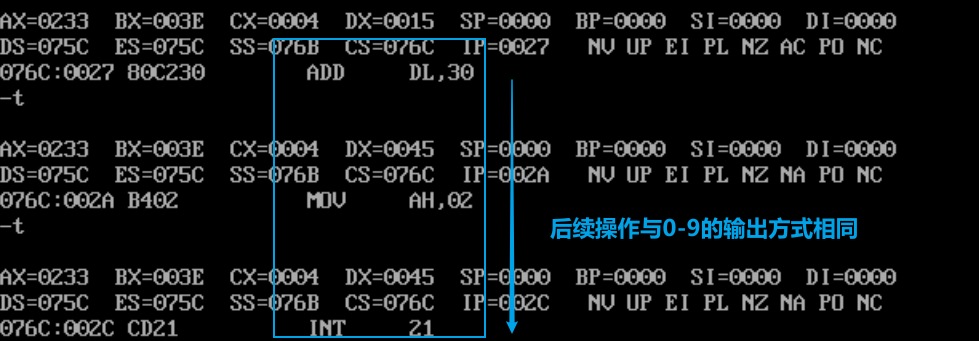 AX=0233 BX=003E CX=0004 DX=0015 SP=0000 BP=0000 SI=0000 DI=0000
DS=075C ES=075C SS=076B CS=076C IP=0027 NV UP EI PL NZ AC PO NC
076C:0027 80C230 ADD DL,30
-t
AX=0233 BX=003E CX=0004 DX=0045 SP=0000 BP=0000 SI=0000 DI=0000
DS=075C ES=075C SS=076B CS=076C IP=002A NV UP EI PL NZ NA PO NC
076C:002A B402 MOV AH,02
-t
后续操作与0-9的输出方式相同
AX=0233 BX=003E CX=0004 DX=0045 SP=0000 BP=0000 SI=0000 DI=0000
DS=075C ES=075C SS=076B CS=076C IP=002C NV UP EI PL NZ NA PO NC
076C:002C CD21 INT 21